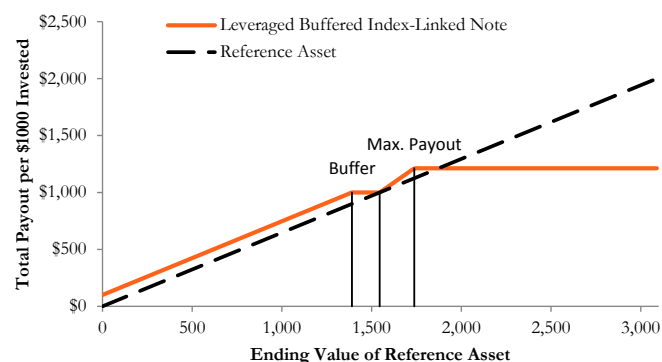 $2,500
Leveraged Buffered Index-Linked Note
Reference Asset
$2,000
$1,500
Max. Payout
Buffer
$1,000
$500
$0
Total Payout per $1000 Invested
0
500
1,000
1,500
2,000
2,500
3,000
Ending Value of Reference Asset